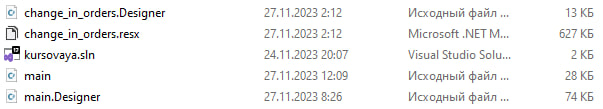 change_in_orders.Designer 27.11.2023 2:12 Исходный файл ... 13 КБ
change_in_orders.resx 27.11.2023 2:12 Microsoft .NET M... 627 КБ
kursovaya.sln 24.11.2023 20:07 Visual Studio Solu... 2 КБ
main 27.11.2023 12:09 Исходный файл ... 28 КБ
main.Designer 27.11.2023 8:26 Исходный файл ... 74 КБ